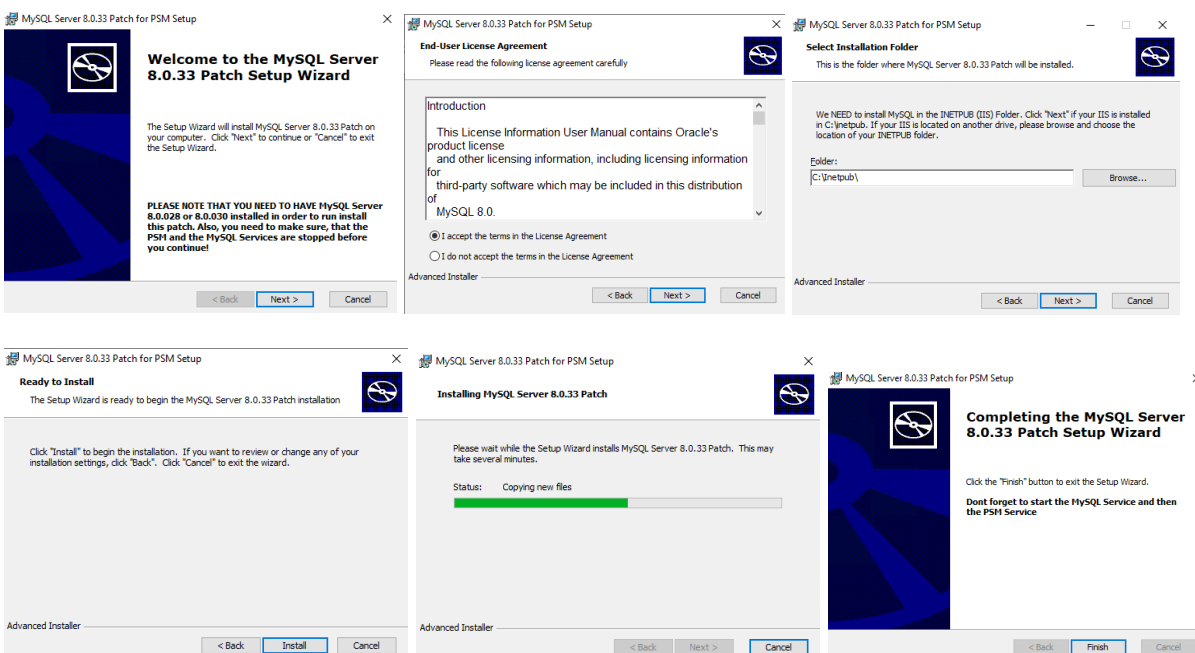 MySQL Server 8.0.33 Patch for PSM Setup
Welcome to the MySQL Server
8.0.33 Patch Setup Wizard
The Setup Wizard will install MySQL Server 8.0.33 Patch on
your computer. Click "Next" to continue or "Cancel" to exit
the Setup Wizard.
PLEASE NOTE THAT YOU NEED TO HAVE MySQL Server
8.0.028 or 8.0.030 installed in order to run install
this patch. Also, you need to make sure, that the
PSM and the MySQL Services are stopped before
you continue!
< Back Next > Cancel
MySQL Server 8.0.33 Patch for PSM Setup
End-User License Agreement
Please read the following license agreement carefully
Introduction
This License Information User Manual contains Oracle's
product license
and other licensing information, including licensing information
for
third-party software which may be included in this distribution
of
MySQL 8.0.
I accept the terms in the License Agreement
I do not accept the terms in the License Agreement
Advanced Installer
< Back Next > Cancel
MySQL Server 8.0.33 Patch for PSM Setup
Select Installation Folder
This is the folder where MySQL Server 8.0.33 Patch will be installed.
We NEED to install MySQL in the INETPUB (IIS) Folder. Click "Next" if your IIS is installed
in C:\inetpub. If your IIS is located on another drive, please browse and choose the
location of your INETPUB folder.
Folder:
C:\Inetpub\
Browse...
Advanced Installer
< Back Next > Cancel
MySQL Server 8.0.33 Patch for PSM Setup
Ready to Install
The Setup Wizard is ready to begin the MySQL Server 8.0.33 Patch installation
Click "Install" to begin the installation. If you want to review or change any of your
installation settings, click "Back". Click "Cancel" to exit the wizard.
Advanced Installer
< Back Install Cancel
MySQL Server 8.0.33 Patch for PSM Setup
Installing MySQL Server 8.0.33 Patch
Please wait while the Setup Wizard installs MySQL Server 8.0.33 Patch. This may
take several minutes.
Status: Copying new files
Advanced Installer
< Back Next > Cancel
MySQL Server 8.0.33 Patch for PSM Setup
Completing the MySQL Server
8.0.33 Patch Setup Wizard
Click the "Finish" button to exit the Setup Wizard.
Dont forget to start the MySQL Service and then
the PSM Service
< Back Finish Cancel